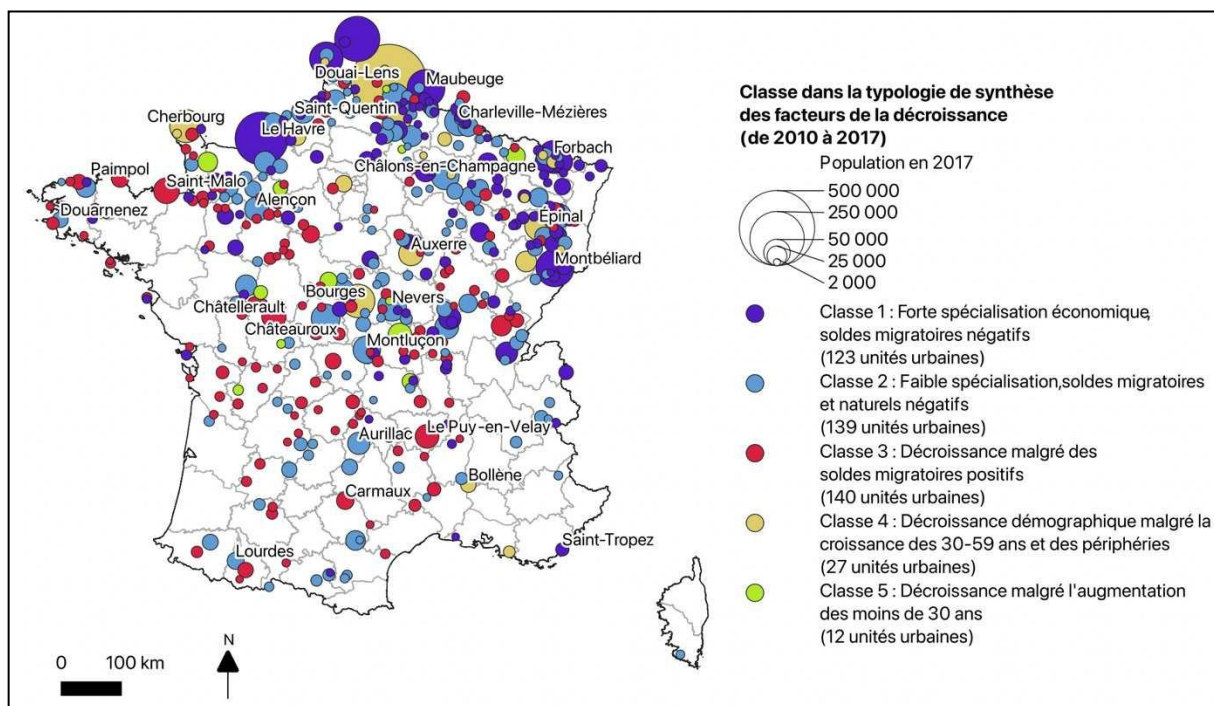 Douai-Lens
Maubeuge
Saint-Quentin
Charleville-Mézières
Cherbourg
Le Havre
Forbach
Châlons-en-Champagne
Paimpol
Saint-Malo
Alençon
Douarnenez
Épinal
Auxerre
Montbéliard
Bourges
Nevers
Châtellerault
Châteauroux
Montluçon
Le Puy-en-Velay
Aurillac
Bollène
Carmaux
Saint-Tropez
Lourdes
N
0 100 km
Classe dans la typologie de synthèse
des facteurs de la décroissance
(de 2010 à 2017)
Population en 2017
500 000
250 000
50 000
25 000
2 000
Classe 1 : Forte spécialisation économique,
soldes migratoires négatifs
(123 unités urbaines)
Classe 2 : Faible spécialisation,soldes migratoires
et naturels négatifs
(139 unités urbaines)
Classe 3 : Décroissance malgré des
soldes migratoires positifs
(140 unités urbaines)
Classe 4 : Décroissance démographique malgré la
croissance des 30-59 ans et des périphéries
(27 unités urbaines)
Classe 5 : Décroissance malgré l'augmentation
des moins de 30 ans
(12 unités urbaines)